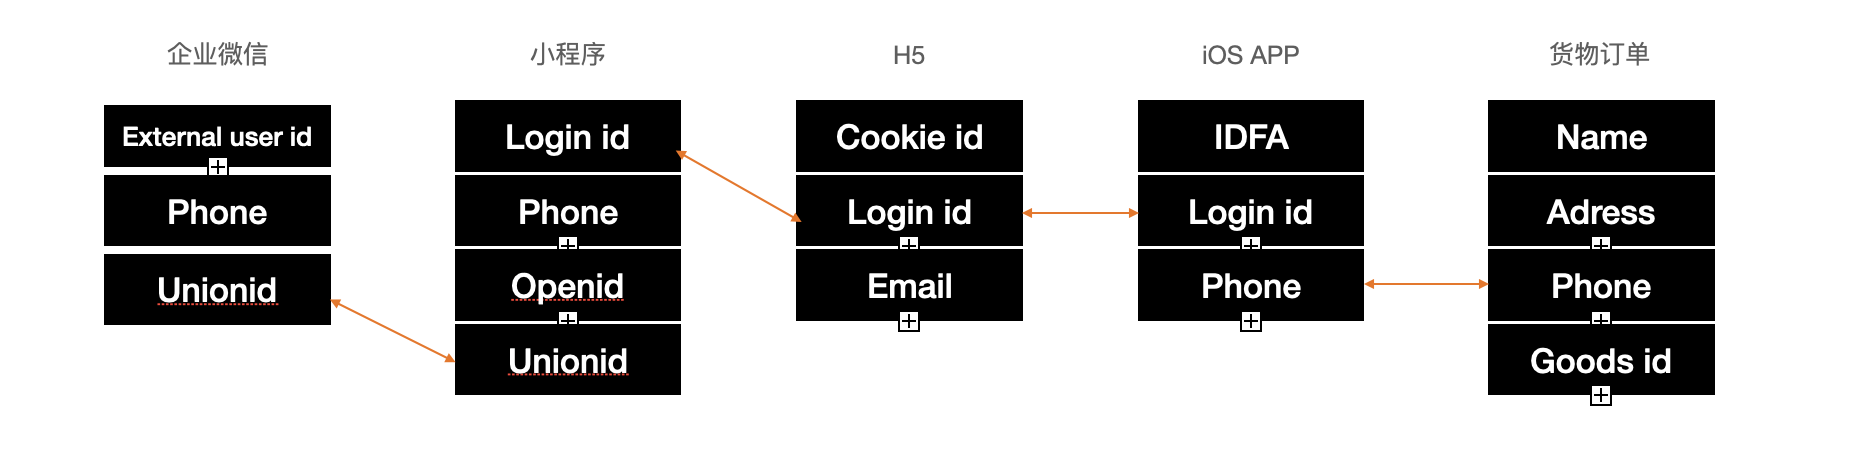 企业微信
External user id
Phone
Unionid
小程序
Login id
Phone
Openid
Unionid
H5
Cookie id
Login id
Email
iOS APP
IDFA
Login id
Phone
货物订单
Name
Adress
Phone
Goods id